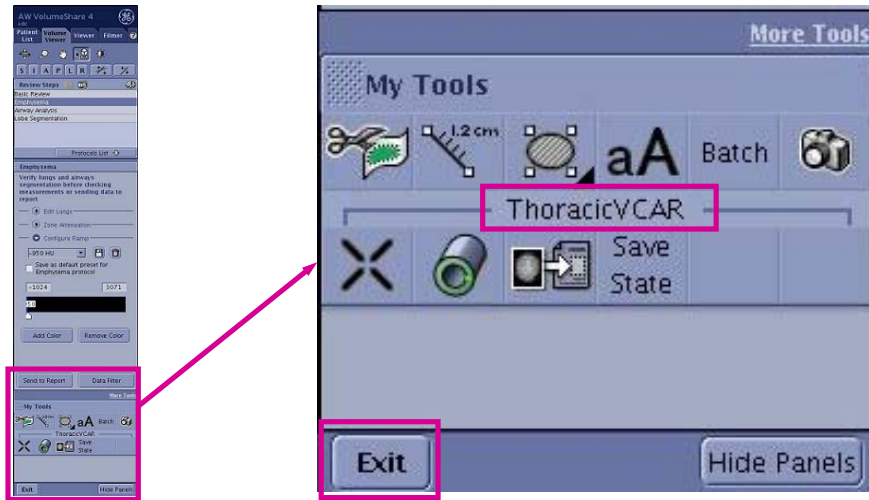 AW VolumeShare 4
Patient List
Volume Viewer
Viewer
Filmer
S I A P L R
Review Steps
Basic Review
Emphysema
Airway Analysis
Lobe Segmentation
Protocols List
Emphysema
Verify lungs and airways
segmentation before checking
measurements or sending data to
report
Edit Lungs
Zone Attenuation
Configure Ramp
-950 HU
Save as default preset for
Emphysema protocol
-1024
3071
Add Color
Remove Color
Send to Report
Data Filter
More Tools
My Tools
1.2 cm
aA
Batch
ThoracicVCAR
Save
State
Exit
Hide Panels
More Tools
My Tools
1.2 cm
aA
Batch
ThoracicVCAR
Save
State
Exit
Hide Panels